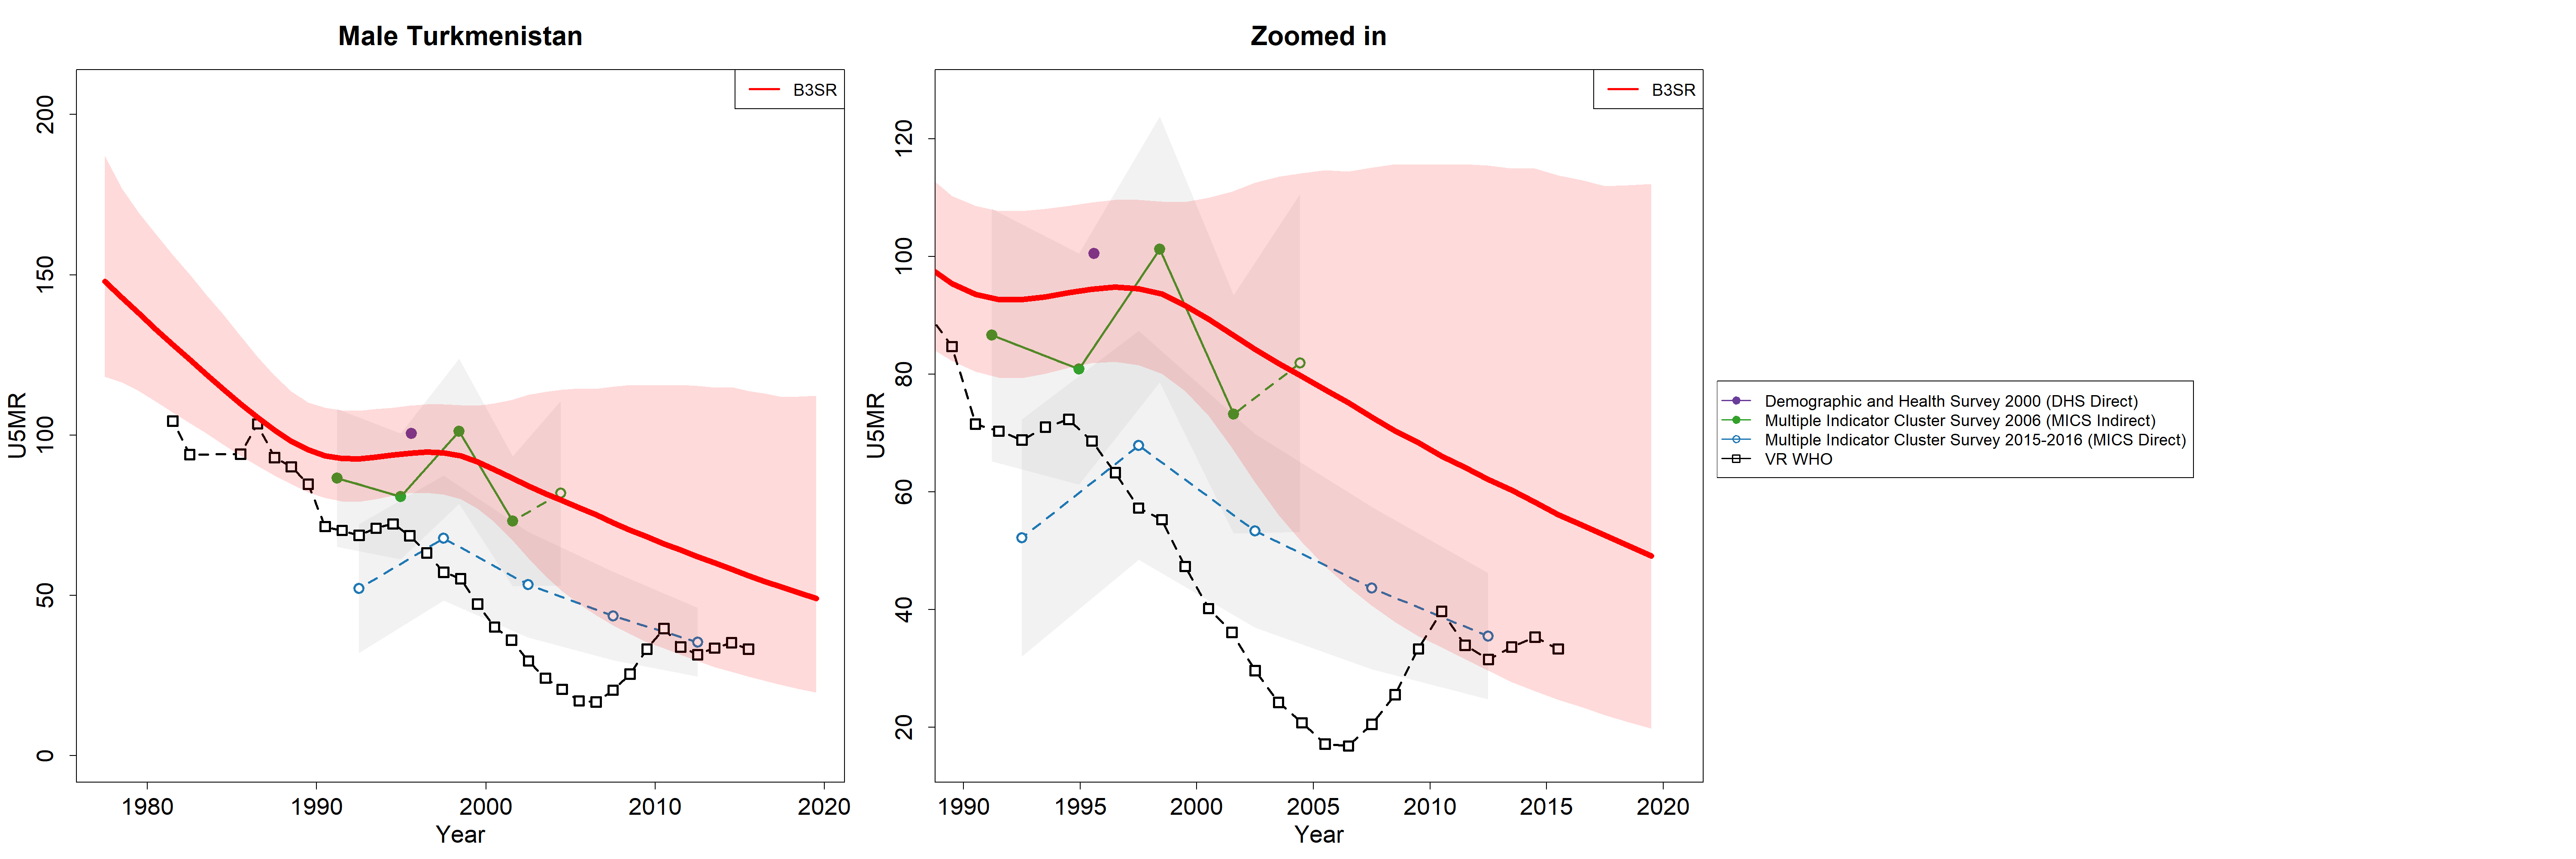 Male Turkmenistan
B3SR
200
150
100
50
0
U5MR
1980
1990
2000
2010
2020
Year
Zoomed in
B3SR
120
100
80
60
40
20
U5MR
1990
1995
2000
2005
2010
2015
2020
Year
Demographic and Health Survey 2000 (DHS Direct)
Multiple Indicator Cluster Survey 2006 (MICS Indirect)
Multiple Indicator Cluster Survey 2015-2016 (MICS Direct)
VR WHO